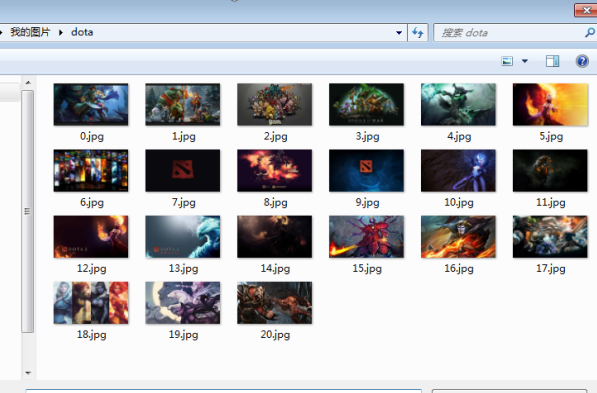 我的图片 dota 搜索 dota
0.jpg 1.jpg 2.jpg 3.jpg 4.jpg 5.jpg
6.jpg 7.jpg 8.jpg 9.jpg 10.jpg 11.jpg
12.jpg 13.jpg 14.jpg 15.jpg 16.jpg 17.jpg
18.jpg 19.jpg 20.jpg